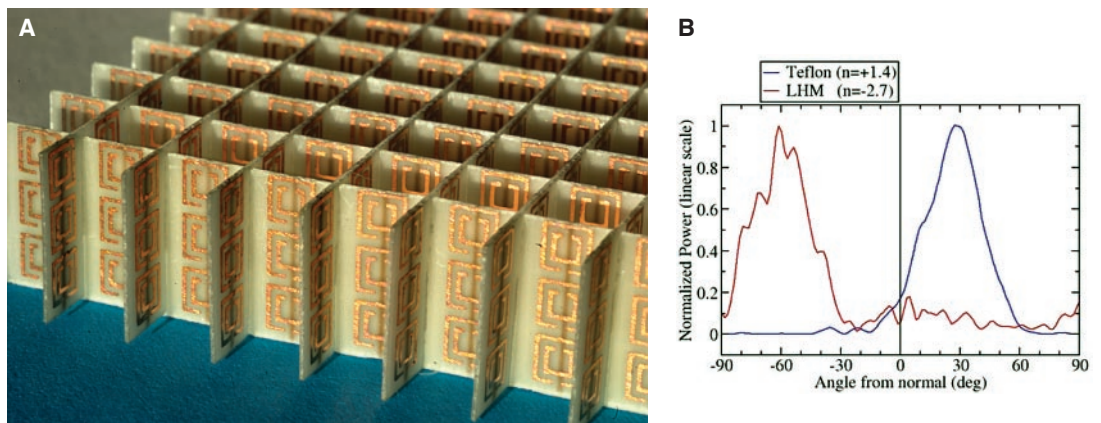 A
B
Teflon (n=+1.4)
LHM (n=-2.7)
Normalized Power (linear scale)
1
0.8
0.6
0.4
0.2
0
-90 -60 -30 0 30 60 90
Angle from normal (deg)